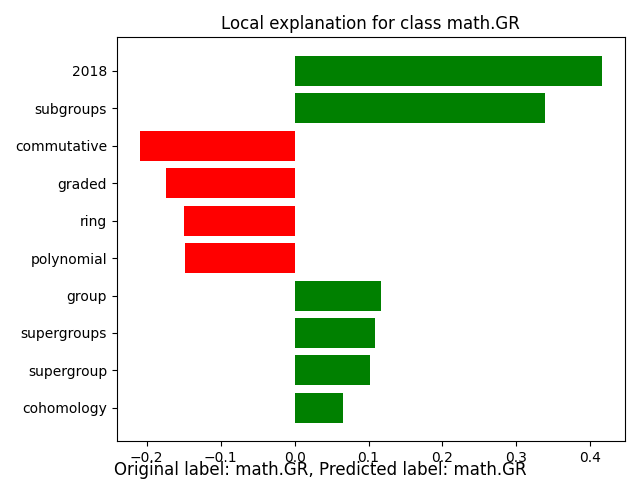 Local explanation for class math.GR
2018
subgroups
commutative
graded
ring
polynomial
group
supergroups
supergroup
cohomology
−0.2 −0.1 0.0 0.1 0.2 0.3 0.4
Original label: math.GR, Predicted label: math.GR